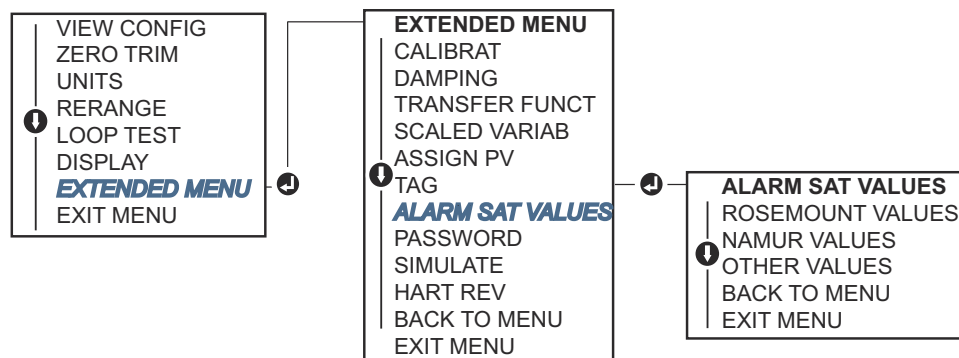 VIEW CONFIG
ZERO TRIM
UNITS
RERANGE
LOOP TEST
DISPLAY
EXTENDED MENU
EXIT MENU
EXTENDED MENU
CALIBRAT
DAMPING
TRANSFER FUNCT
SCALED VARIAB
ASSIGN PV
TAG
ALARM SAT VALUES
PASSWORD
SIMULATE
HART REV
BACK TO MENU
EXIT MENU
ALARM SAT VALUES
ROSEMOUNT VALUES
NAMUR VALUES
OTHER VALUES
BACK TO MENU
EXIT MENU